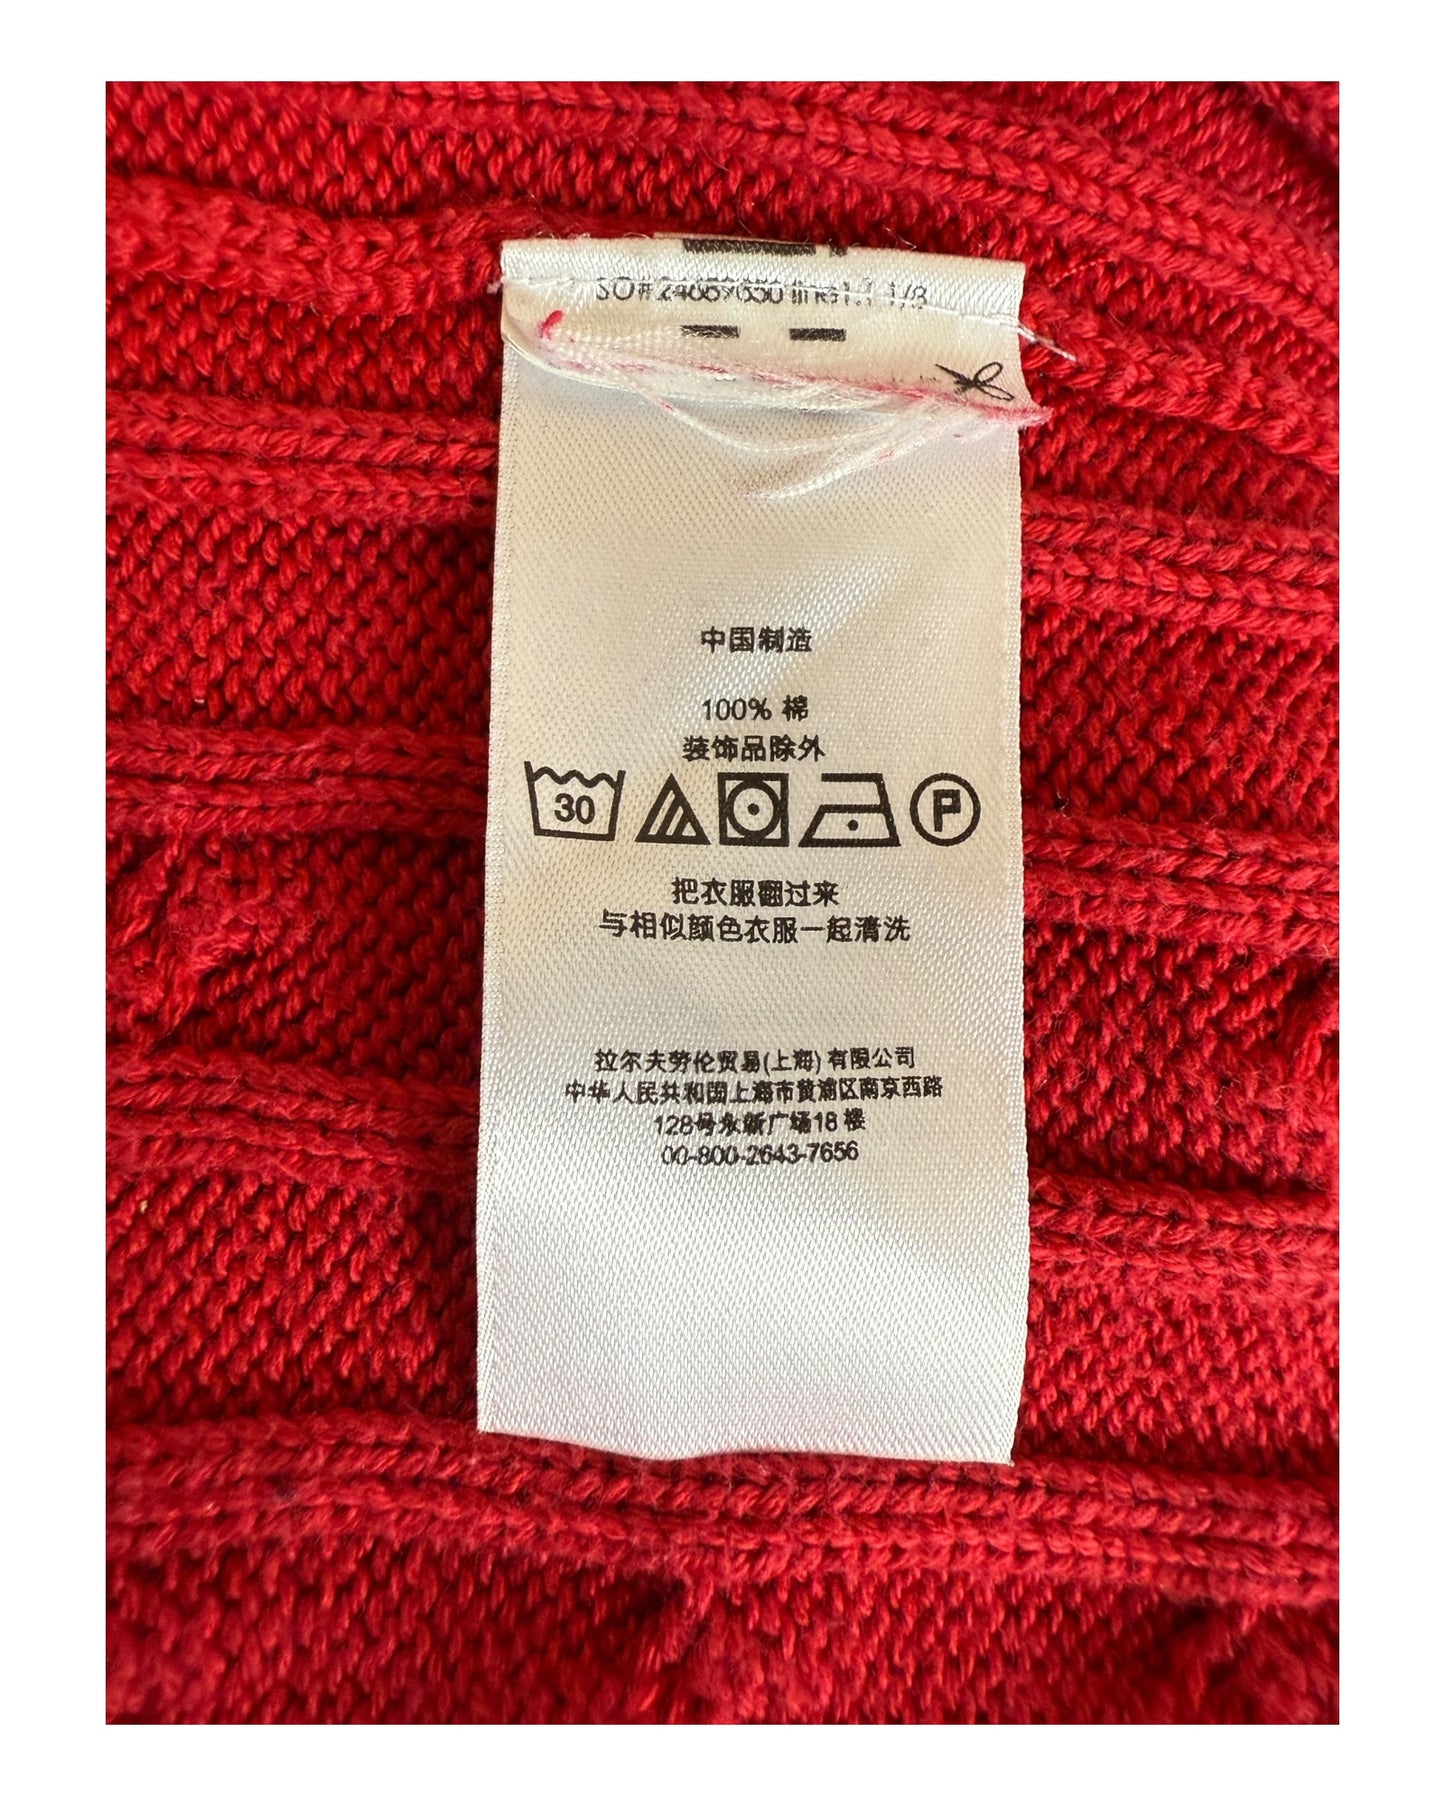 中国制造
100% 棉
装饰品除外
30
P
把衣服翻过来
与相似颜色衣服一起清洗
拉尔夫劳伦贸易(上海)有限公司
中华人民共和国上海市黄浦区南京西路
128号永新广场18楼
00-800-2643-7656